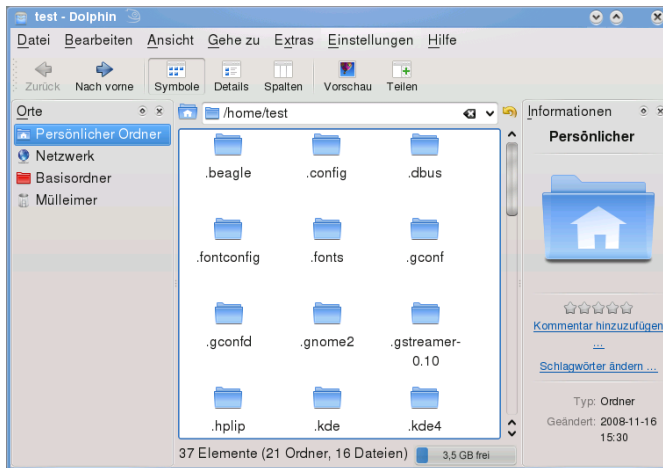 test - Dolphin
Datei Bearbeiten Ansicht Gehe zu Extras Einstellungen Hilfe
Zurück Nach vorne Symbole Details Spalten Vorschau Teilen
Orte
Persönlicher Ordner
Netzwerk
Basisordner
Mülleimer
/home/test
.beagle .config .dbus
.fontconfig .fonts .gconf
.gconfd .gnome2 .gstreamer-
0.10
.hplip .kde .kde4
37 Elemente (21 Ordner, 16 Dateien) 3,5 GB frei
Informationen
Persönlicher
Kommentar hinzuzufügen
...
Schlagwörter ändern ...
Typ: Ordner
Geändert: 2008-11-16
15:30